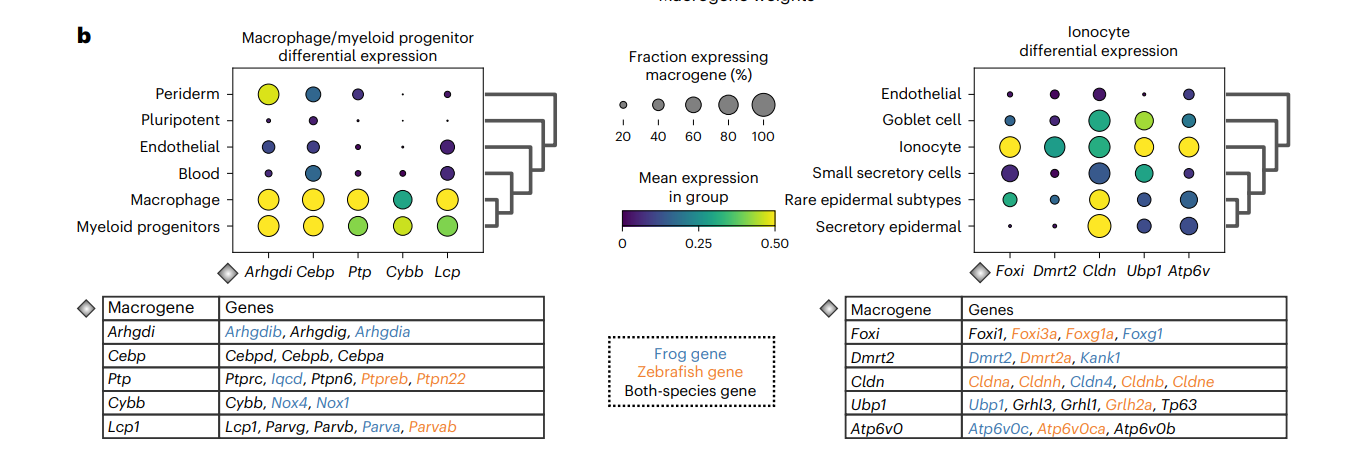 b
Macrophage/myeloid progenitor
differential expression
Periderm
Pluripotent
Endothelial
Blood
Macrophage
Myeloid progenitors
Arhgdi Cebp Ptp Cybb Lcp
Fraction expressing
macrogene (%)
20 40 60 80 100
Mean expression
in group
0 0.25 0.50
Ionocyte
differential expression
Endothelial
Goblet cell
Ionocyte
Small secretory cells
Rare epidermal subtypes
Secretory epidermal
Foxi Dmrt2 Cldn Ubp1 Atp6v
Macrogene Genes
Arhgdi Arhgdib, Arhgdig, Arhgdia
Cebp Cebpd, Cebpb, Cebpa
Ptp Ptprc, Iqcd, Ptpn6, Ptpreb, Ptpn22
Cybb Cybb, Nox4, Nox1
Lcp1 Lcp1, Parvg, Parvb, Parva, Parvab
Frog gene
Zebrafish gene
Both-species gene
Macrogene Genes
Foxi Foxi1, Foxi3a, Foxg1a, Foxg1
Dmrt2 Dmrt2, Dmrt2a, Kank1
Cldn Cldna, Cldnh, Cldn4, Cldnb, Cldne
Ubp1 Ubp1, Grhl3, Grhl1, Grlh2a, Tp63
Atp6v0 Atp6v0c, Atp6v0ca, Atp6v0b